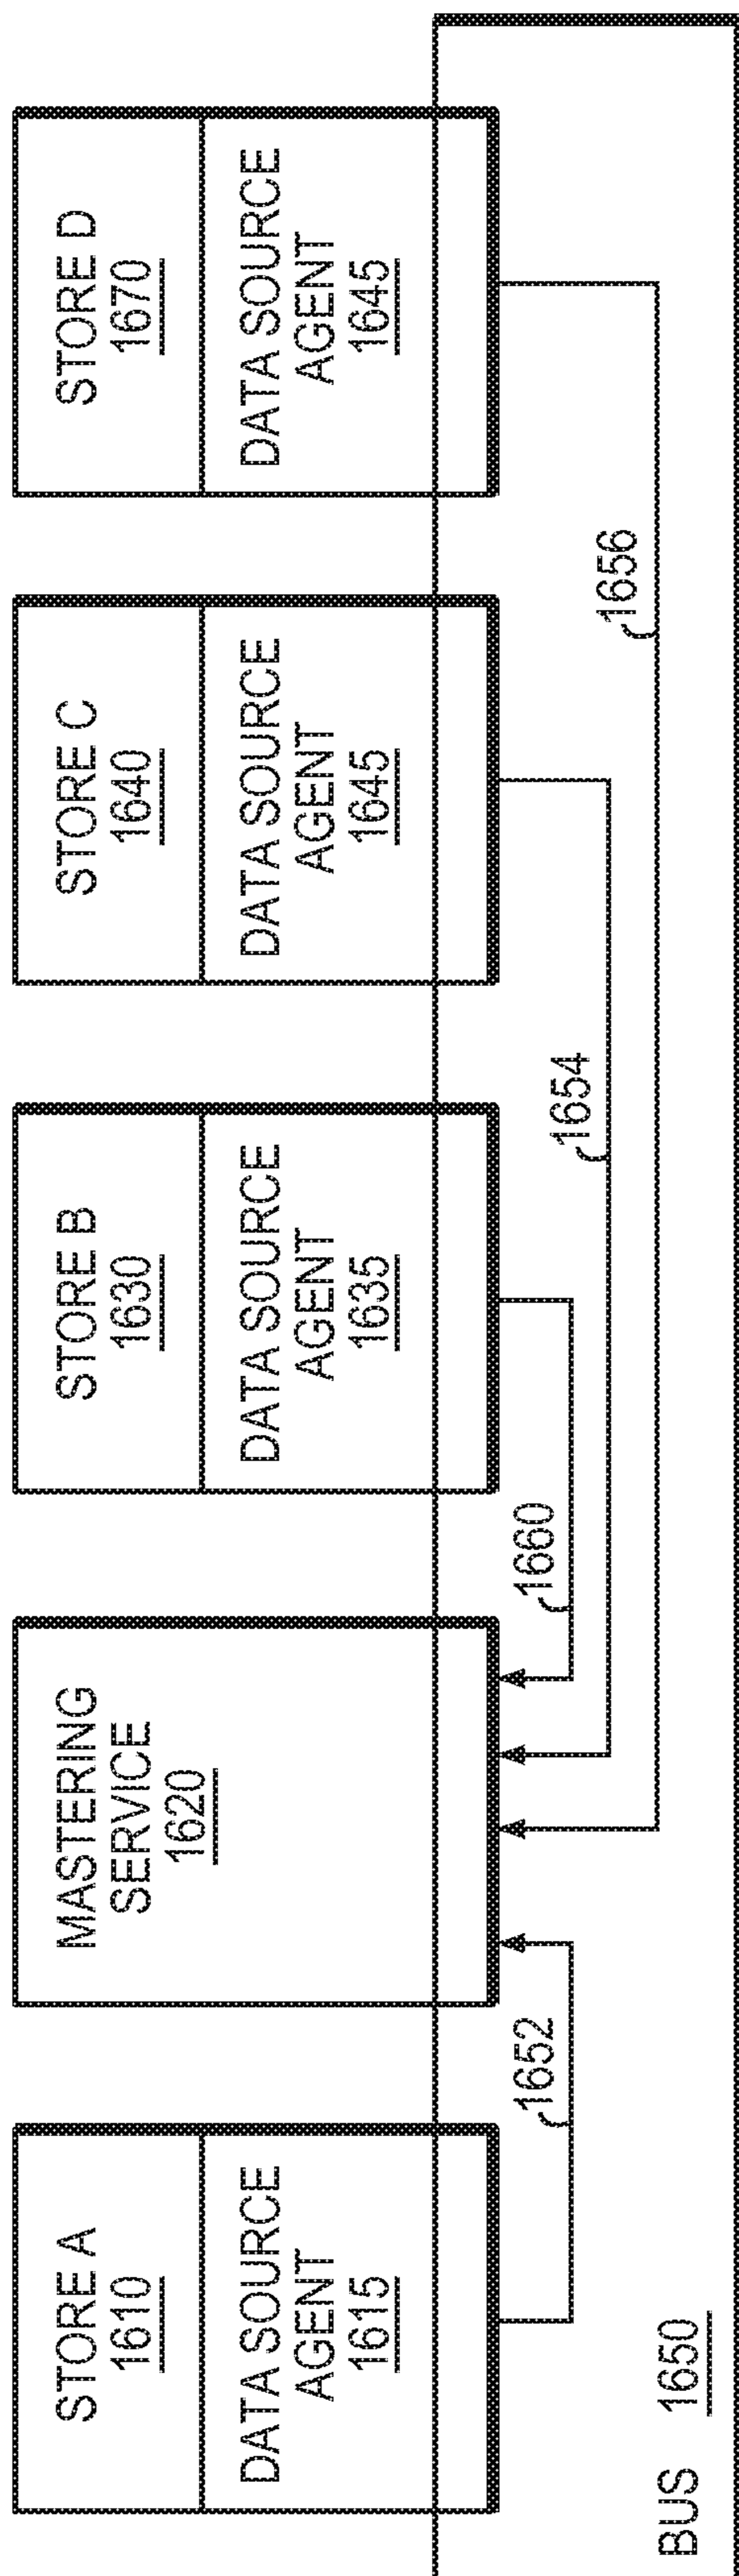 STORE A
1610
DATA SOURCE
AGENT
1615
MASTERING
SERVICE
1620
STORE B
1630
DATA SOURCE
AGENT
1635
STORE C
1640
DATA SOURCE
AGENT
1645
STORE D
1670
DATA SOURCE
AGENT
1645
1652
1660
1654
1656
BUS 1650